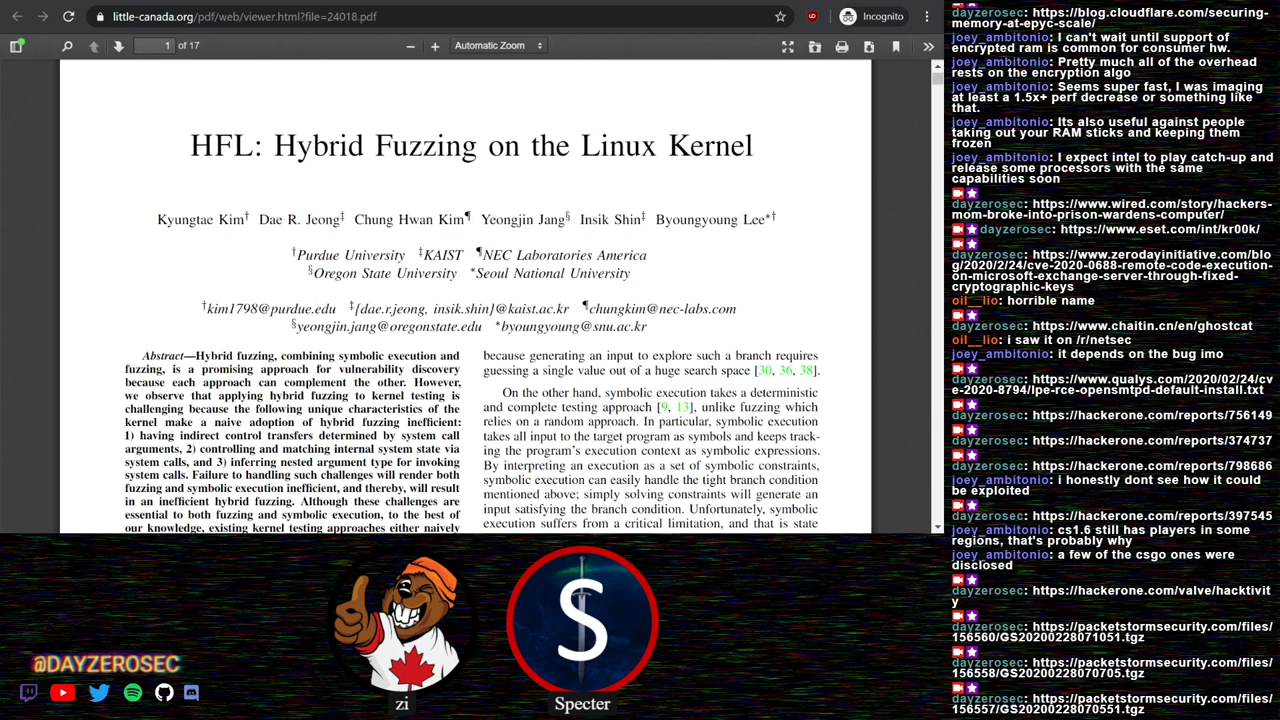 little-canada.org/pdf/web/viewer.html?file=24018.pdf
Incognito
1 of 17
Automatic Zoom
HFL: Hybrid Fuzzing on the Linux Kernel
Kyungtae Kim† Dae R. Jeong‡ Chung Hwan Kim¶ Yeongjin Jang§ Insik Shin‡ Byoungyoung Lee∗†
†Purdue University ‡KAIST ¶NEC Laboratories America
§Oregon State University ∗Seoul National University
†kim1798@purdue.edu ‡{dae.r.jeong, insik.shin}@kaist.ac.kr ¶chungkim@nec-labs.com
§yeongjin.jang@oregonstate.edu ∗byoungyoung@snu.ac.kr
Abstract—Hybrid fuzzing, combining symbolic execution and
fuzzing, is a promising approach for vulnerability discovery
because each approach can complement the other. However,
we observe that applying hybrid fuzzing to kernel testing is
challenging because the following unique characteristics of the
kernel make a naive adoption of hybrid fuzzing inefficient:
1) having indirect control transfers determined by system call
arguments, 2) controlling and matching internal system state via
system calls, and 3) inferring nested argument type for invoking
system calls. Failure to handling such challenges will render both
fuzzing and symbolic execution inefficient, and thereby, will result
in an inefficient hybrid fuzzing. Although these challenges are
essential to both fuzzing and symbolic execution, to the best of
our knowledge, existing kernel testing approaches either naively
because generating an input to explore such a branch requires
guessing a single value out of a huge search space [30, 36, 38].
On the other hand, symbolic execution takes a deterministic
and complete testing approach [9, 13], unlike fuzzing which
relies on a random approach. In particular, symbolic execution
takes all input to the target program as symbols and keeps track-
ing the program's execution context as symbolic expressions.
By interpreting an execution as a set of symbolic constraints,
symbolic execution can easily handle the tight branch condition
mentioned above; simply solving constraints will generate an
input satisfying the branch condition. Unfortunately, symbolic
execution suffers from a critical limitation, and that is state
dayzerosec: https://blog.cloudflare.com/securing-
memory-at-epyc-scale/
joey_ambitonio: I can't wait until support of
encrypted ram is common for consumer hw.
joey_ambitonio: Pretty much all of the overhead
rests on the encryption algo
joey_ambitonio: Seems super fast, I was imaging
at least a 1.5x+ perf decrease or something like
that.
joey_ambitonio: Its also useful against people
taking out your RAM sticks and keeping them
frozen
joey_ambitonio: I expect intel to play catch-up and
release some processors with the same
capabilities soon
dayzerosec: https://www.wired.com/story/hackers-
mom-broke-into-prison-wardens-computer/
dayzerosec: https://www.eset.com/int/kr00k/
dayzerosec: https://www.zerodayinitiative.com/blo
g/2020/2/24/cve-2020-0688-remote-code-execution-
on-microsoft-exchange-server-through-fixed-
cryptographic-keys
oil__lio: horrible name
dayzerosec: https://www.chaitin.cn/en/ghostcat
oil__lio: i saw it on /r/netsec
joey_ambitonio: it depends on the bug imo
dayzerosec: https://www.qualys.com/2020/02/24/cv
e-2020-8794/lpe-rce-opensmtpd-default-install.txt
dayzerosec: https://hackerone.com/reports/756149
dayzerosec: https://hackerone.com/reports/374737
dayzerosec: https://hackerone.com/reports/798686
joey_ambitonio: i honestly dont see how it could
be exploited
dayzerosec: https://hackerone.com/reports/397545
joey_ambitonio: cs1.6 still has players in some
regions, that's probably why
joey_ambitonio: a few of the csgo ones were
disclosed
dayzerosec: https://hackerone.com/valve/hacktivit
y
dayzerosec: https://packetstormsecurity.com/files/
156560/GS20200228071051.tgz
dayzerosec: https://packetstormsecurity.com/files/
156558/GS20200228070705.tgz
dayzerosec: https://packetstormsecurity.com/files/
156557/GS20200228070551.tgz
@DAYZEROSEC
S
zi
Specter